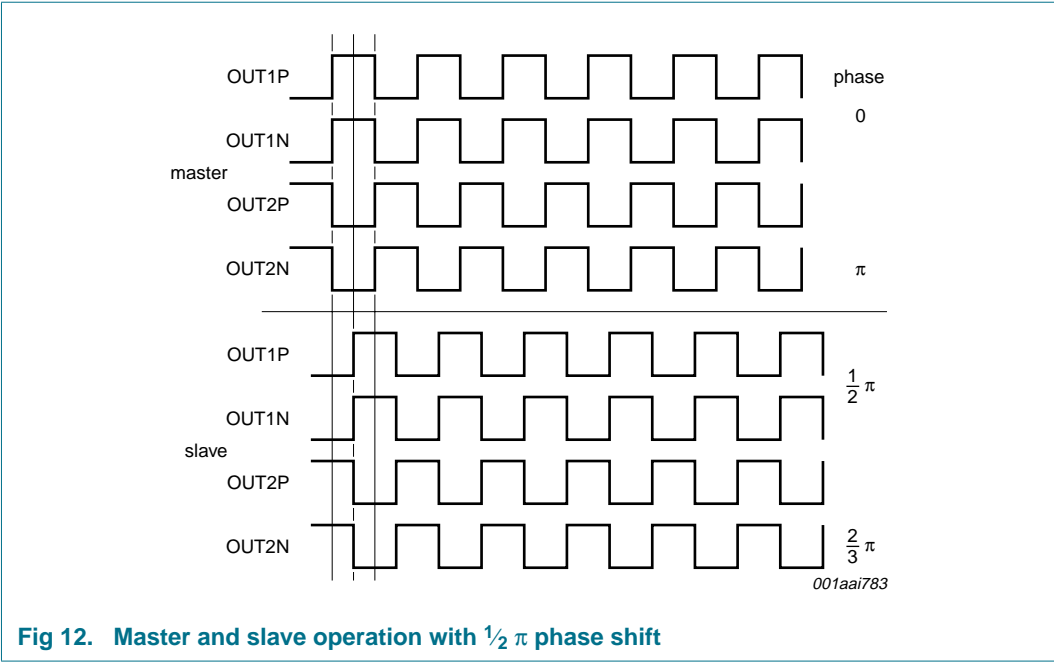 OUT1P
phase
0
OUT1N
master
OUT2P
OUT2N
π
OUT1P
1/2 π
OUT1N
slave
OUT2P
OUT2N
2/3 π
001aai783
Fig 12. Master and slave operation with 1⁄2 π phase shift